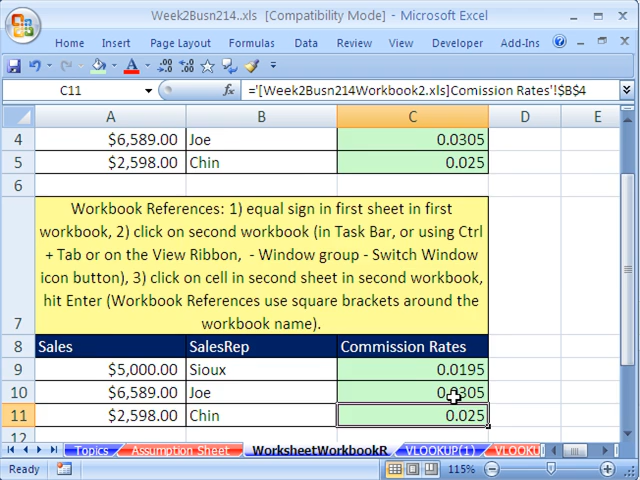 Week2Busn214..xls [Compatibility Mode] - Microsoft Excel
Home Insert Page Layout Formulas Data Review View Developer Add-Ins
C11 fx ='[Week2Busn214Workbook2.xls]Comission Rates'!$B$4
A B C D E
4 $6,589.00 Joe 0.0305
5 $2,598.00 Chin 0.025
6
Workbook References: 1) equal sign in first sheet in first
workbook, 2) click on second workbook (in Task Bar, or using Ctrl
+ Tab or on the View Ribbon, - Window group - Switch Window
icon button), 3) click on cell in second sheet in second workbook,
hit Enter (Workbook References use square brackets around the
7 workbook name).
8 Sales SalesRep Commission Rates
9 $5,000.00 Sioux 0.0195
10 $6,589.00 Joe 0.0305
11 $2,598.00 Chin 0.025
12
Topics Assumption Sheet WorksheetWorkbookR VLOOKUP(1) VLOOKU
Ready 115%